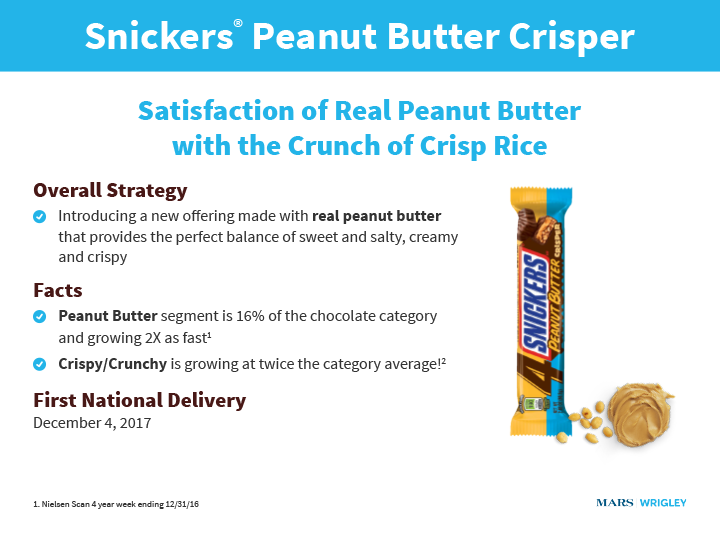 Snickers® Peanut Butter Crisper
Satisfaction of Real Peanut Butter
with the Crunch of Crisp Rice
Overall Strategy
Introducing a new offering made with real peanut butter
that provides the perfect balance of sweet and salty, creamy
and crispy
Facts
Peanut Butter segment is 16% of the chocolate category
and growing 2X as fast¹
Crispy/Crunchy is growing at twice the category average!²
First National Delivery
December 4, 2017
SNICKERS
PEANUT BUTTER
CRISPER
4
1. Nielsen Scan 4 year week ending 12/31/16
MARS WRIGLEY